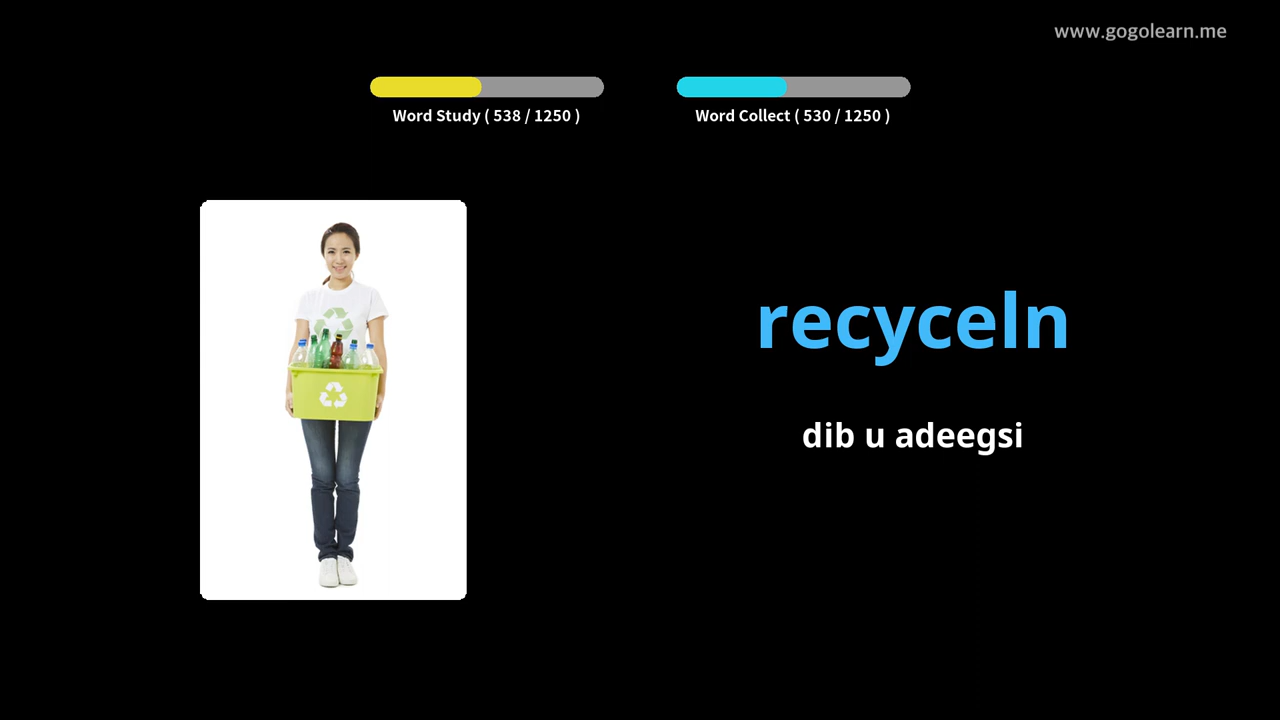 www.gogolearn.me
Word Study ( 538 / 1250 )
Word Collect ( 530 / 1250 )
recyceln
dib u adeegsi